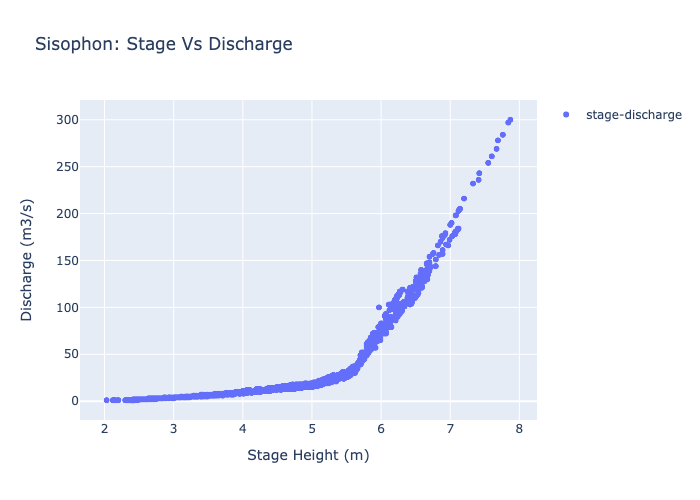 Sisophon: Stage Vs Discharge
stage-discharge
300
250
200
150
100
50
0
Discharge (m3/s)
2 3 4 5 6 7 8
Stage Height (m)